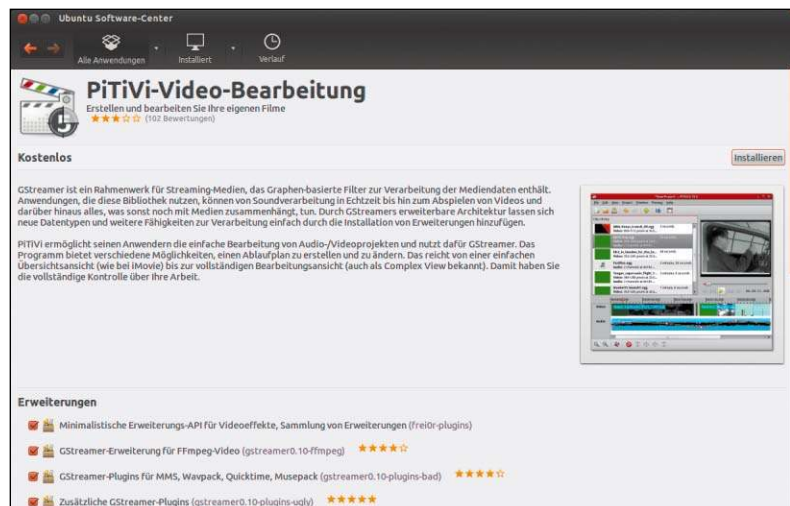 Ubuntu Software-Center
Alle Anwendungen
Installiert
Verlauf
PiTiVi-Video-Bearbeitung
Erstellen und bearbeiten Sie Ihre eigenen Filme
(102 Bewertungen)
Kostenlos
Installieren
GStreamer ist ein Rahmenwerk für Streaming-Medien, das Graphen-basierte Filter zur Verarbeitung der Mediendaten enthält.
Anwendungen, die diese Bibliothek nutzen, können von Soundverarbeitung in Echtzeit bis hin zum Abspielen von Videos und
darüber hinaus alles, was sonst noch mit Medien zusammenhängt, tun. Durch GStreamers erweiterbare Architektur lassen sich
neue Datentypen und weitere Fähigkeiten zur Verarbeitung einfach durch die Installation von Erweiterungen hinzufügen.
PiTiVi ermöglicht seinen Anwendern die einfache Bearbeitung von Audio-/Videoprojekten und nutzt dafür GStreamer. Das
Programm bietet verschiedene Möglichkeiten, einen Ablaufplan zu erstellen und zu ändern. Das reicht von einer einfachen
Übersichtsansicht (wie bei iMovie) bis zur vollständigen Bearbeitungsansicht (auch als Complex View bekannt). Damit haben Sie
die vollständige Kontrolle über Ihre Arbeit.
Erweiterungen
Minimalistische Erweiterungs-API für Videoeffekte, Sammlung von Erweiterungen (frei0r-plugins)
GStreamer-Erweiterung für FFmpeg-Video (gstreamer0.10-ffmpeg)
GStreamer-Plugins für MMS, Wavpack, Quicktime, Musepack (gstreamer0.10-plugins-bad)
Zusätzliche GStreamer-Plugins (gstreamer0.10-plugins-ugly)